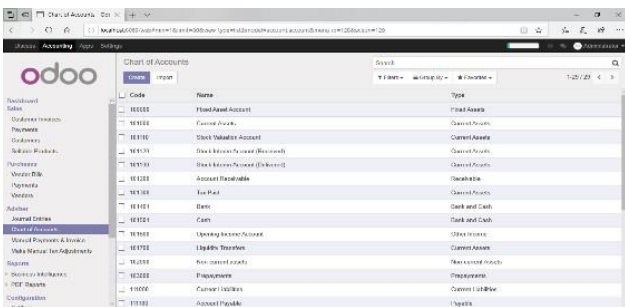 Chart of Accounts
Discuss Accounting Apps Settings
Administrator
odoo
Chart of Accounts
Search
Create Import
Filters Group By Favorites
1-29 / 29
Dashboard
Sales
Customer Invoices
Payments
Customers
Sellable Products
Purchases
Vendor Bills
Payments
Vendors
Adviser
Journal Entries
Chart of Accounts
Manual Payments & Invoice
Make Manual Tax Adjustments
Reports
Business Intelligence
PDF Reports
Configuration
Code Name Type
Fixed Asset Account Fixed Assets
101000 Current Assets Current Assets
101100 Stock Valuation Account Current Assets
Stock Interim Account (Received) Current Assets
101130 Stock Interim Account (Delivered) Current Assets
101200 Account Receivable Receivable
101300 Tax Paid Current Assets
101401 Bank Bank and Cash
101501 Cash Bank and Cash
Opening Income Account Other Income
101700 Liquidity Transfers Current Assets
102000 Non-current assets Non-current Assets
103000 Prepayments Prepayments
111000 Current Liabilities Current Liabilities
111100 Account Payable Payable